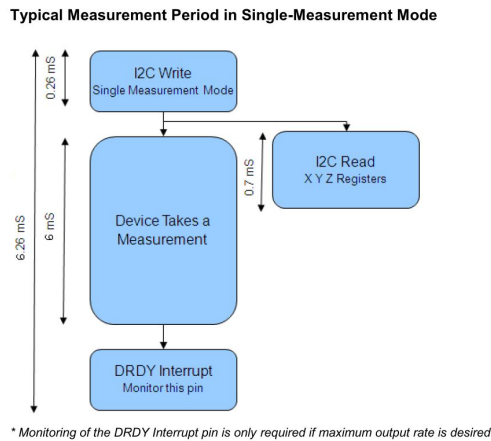 Typical Measurement Period in Single-Measurement Mode
0.26 mS
I2C Write
Single Measurement Mode
6.26 mS
6 mS
Device Takes a
Measurement
0.7 mS
I2C Read
X Y Z Registers
DRDY Interrupt
Monitor this pin
* Monitoring of the DRDY Interrupt pin is only required if maximum output rate is desired